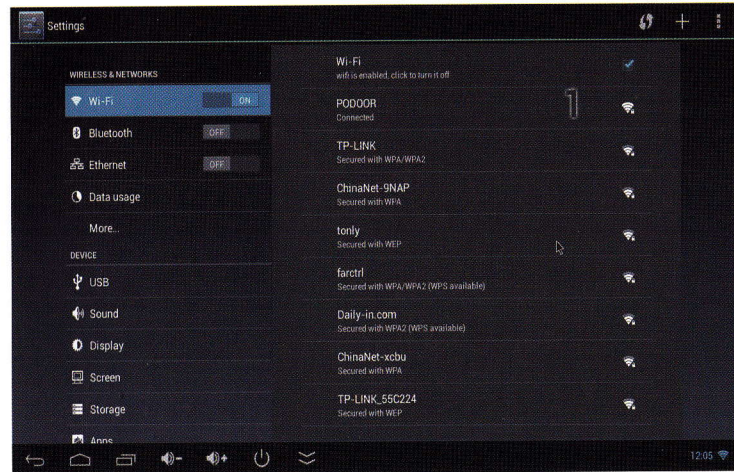 Settings
WIRELESS & NETWORKS
Wi-Fi
ON
Bluetooth
OFF
Ethernet
OFF
Data usage
More...
DEVICE
USB
Sound
Display
Screen
Storage
Apps
Wi-Fi
wifi is enabled, click to turn it off
PODOOR
Connected
1
TP-LINK
Secured with WPA/WPA2
ChinaNet-9NAP
Secured with WPA
tonly
Secured with WEP
farctrl
Secured with WPA/WPA2 (WPS available)
Daily-in.com
Secured with WPA2 (WPS available)
ChinaNet-xcbu
Secured with WPA
TP-LINK_55C224
Secured with WEP
12:05